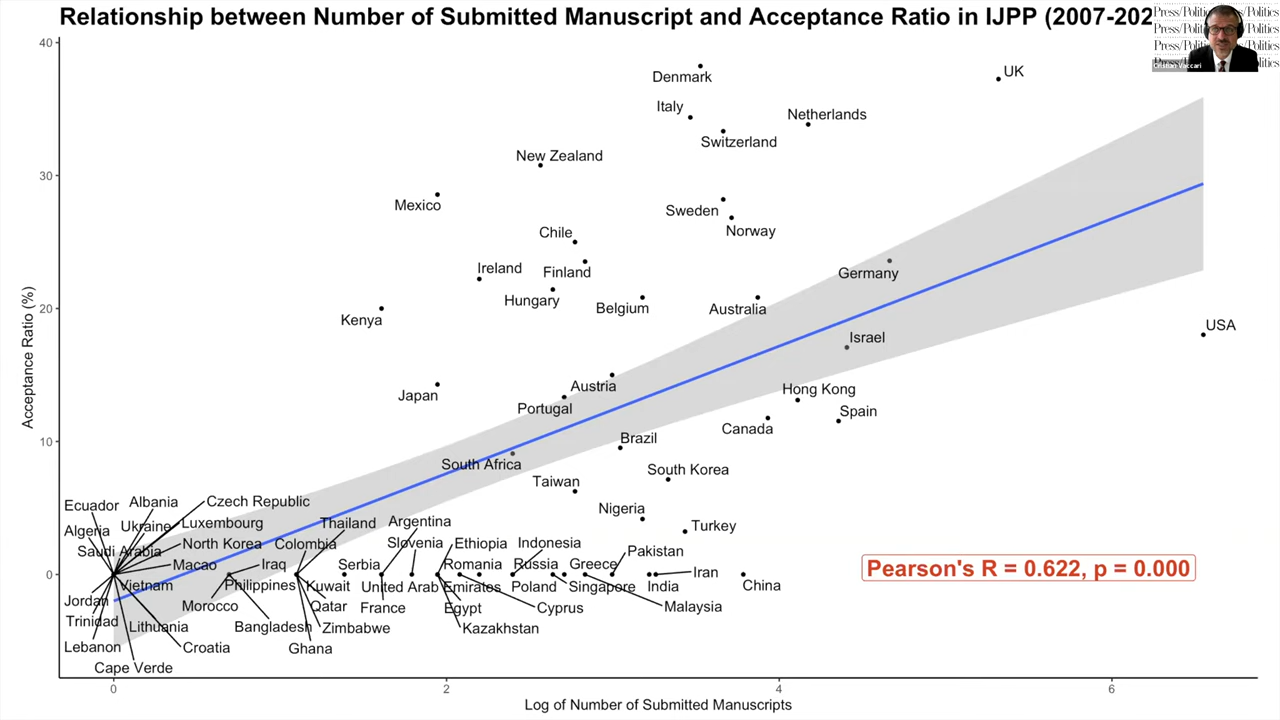 Relationship between Number of Submitted Manuscript and Acceptance Ratio in IJPP (2007-202
Press/Politics
Cristian Vaccari
Acceptance Ratio (%)
40
30
20
10
0
Denmark
UK
Italy
Netherlands
Switzerland
New Zealand
Mexico
Sweden
Norway
Chile
Ireland
Finland
Germany
Hungary
Belgium
Australia
Kenya
USA
Israel
Austria
Japan
Hong Kong
Portugal
Spain
Canada
Brazil
South Africa
South Korea
Taiwan
Nigeria
Turkey
Ecuador
Albania
Czech Republic
Algeria
Ukraine
Luxembourg
Thailand
Argentina
Saudi Arabia
North Korea
Colombia
Slovenia
Ethiopia
Indonesia
Pakistan
Macao
Iraq
Serbia
Romania
Russia
Greece
Iran
Vietnam
Philippines
Kuwait
United Arab Emirates
Poland
Singapore
India
China
Jordan
Morocco
Qatar
France
Egypt
Cyprus
Malaysia
Trinidad
Lithuania
Bangladesh
Zimbabwe
Kazakhstan
Lebanon
Croatia
Ghana
Cape Verde
Pearson's R = 0.622, p = 0.000
0
2
4
6
Log of Number of Submitted Manuscripts